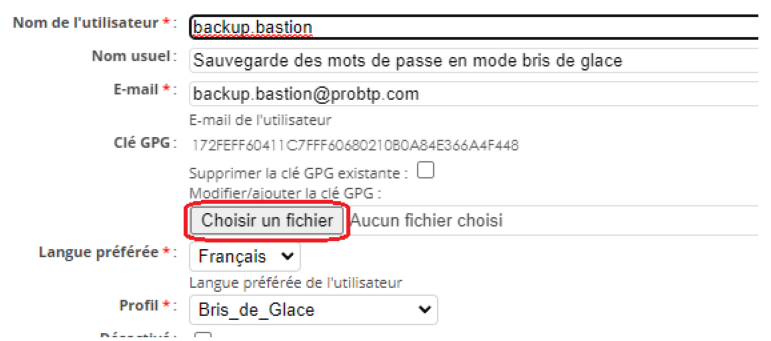 Nom de l'utilisateur * : backup.bastion
Nom usuel : Sauvegarde des mots de passe en mode bris de glace
E-mail * : backup.bastion@probtp.com
E-mail de l'utilisateur
Clé GPG : 172FEFF60411C7FFF60680210B0A84E366A4F448
Supprimer la clé GPG existante :
Modifier/ajouter la clé GPG :
Choisir un fichier Aucun fichier choisi
Langue préférée * : Français
Langue préférée de l'utilisateur
Profil * : Bris_de_Glace